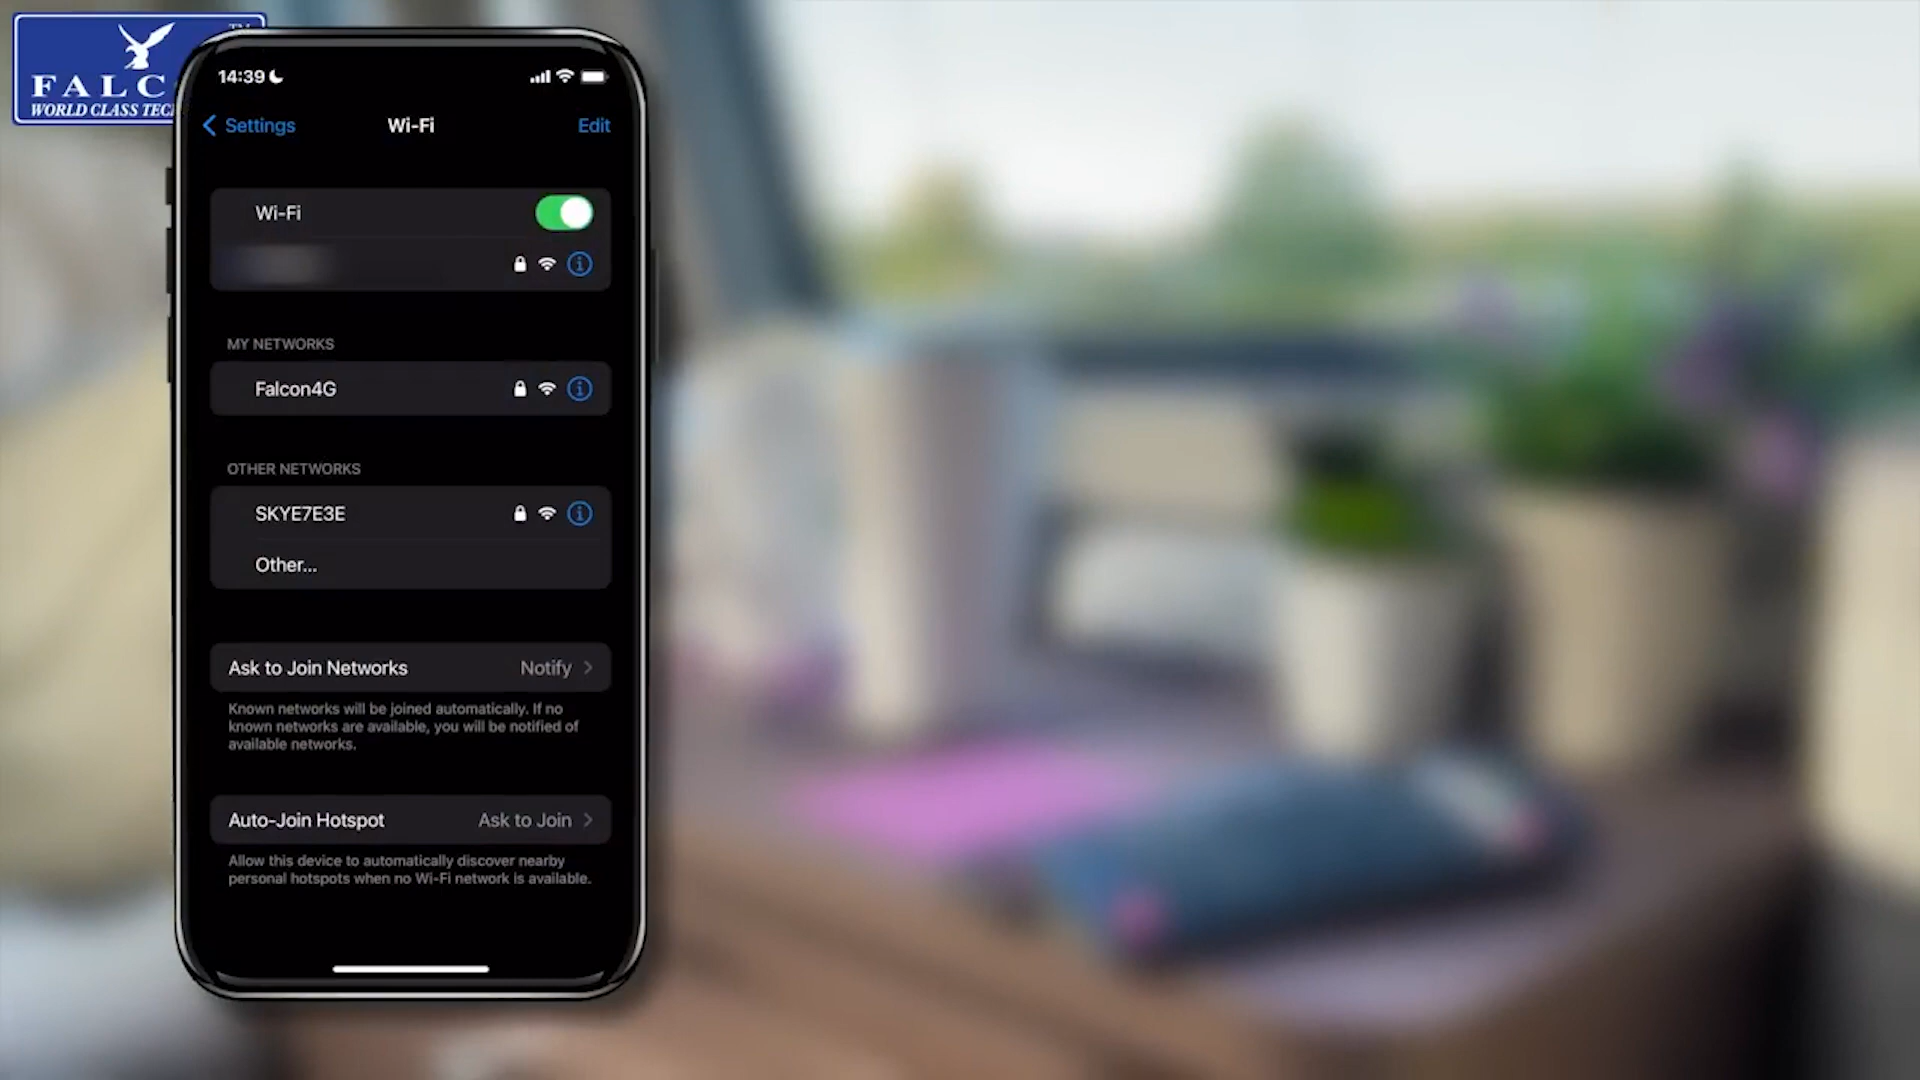 TM
FALC
WORLD CLASS TEC
14:39
Settings
Wi-Fi
Edit
Wi-Fi
MY NETWORKS
Falcon4G
OTHER NETWORKS
SKYE7E3E
Other...
Ask to Join Networks
Notify
Known networks will be joined automatically. If no
known networks are available, you will be notified of
available networks.
Auto-Join Hotspot
Ask to Join
Allow this device to automatically discover nearby
personal hotspots when no Wi-Fi network is available.